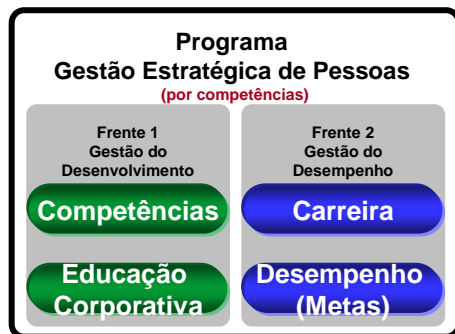 Programa
Gestão Estratégica de Pessoas
(por competências)
Frente 1
Gestão do
Desenvolvimento
Competências
Educação
Corporativa
Frente 2
Gestão do
Desempenho
Carreira
Desempenho
(Metas)